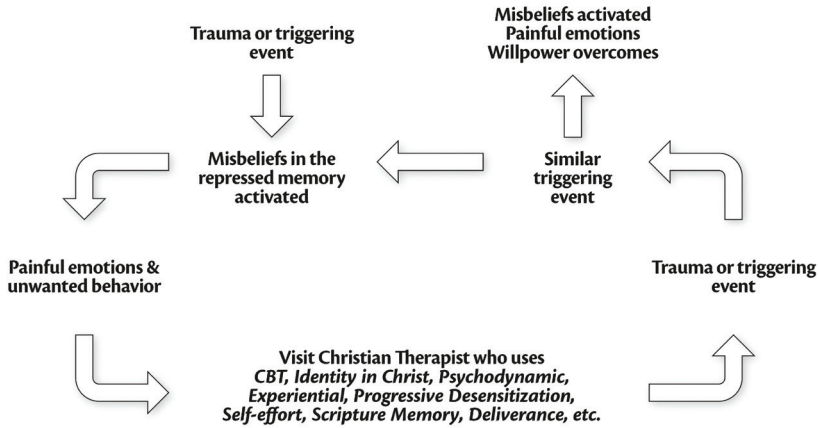 Trauma or triggering
event
Misbeliefs activated
Painful emotions
Willpower overcomes
Misbeliefs in the
repressed memory
activated
Similar
triggering
event
Painful emotions &
unwanted behavior
Trauma or triggering
event
Visit Christian Therapist who uses
CBT, Identity in Christ, Psychodynamic,
Experiential, Progressive Desensitization,
Self-effort, Scripture Memory, Deliverance, etc.